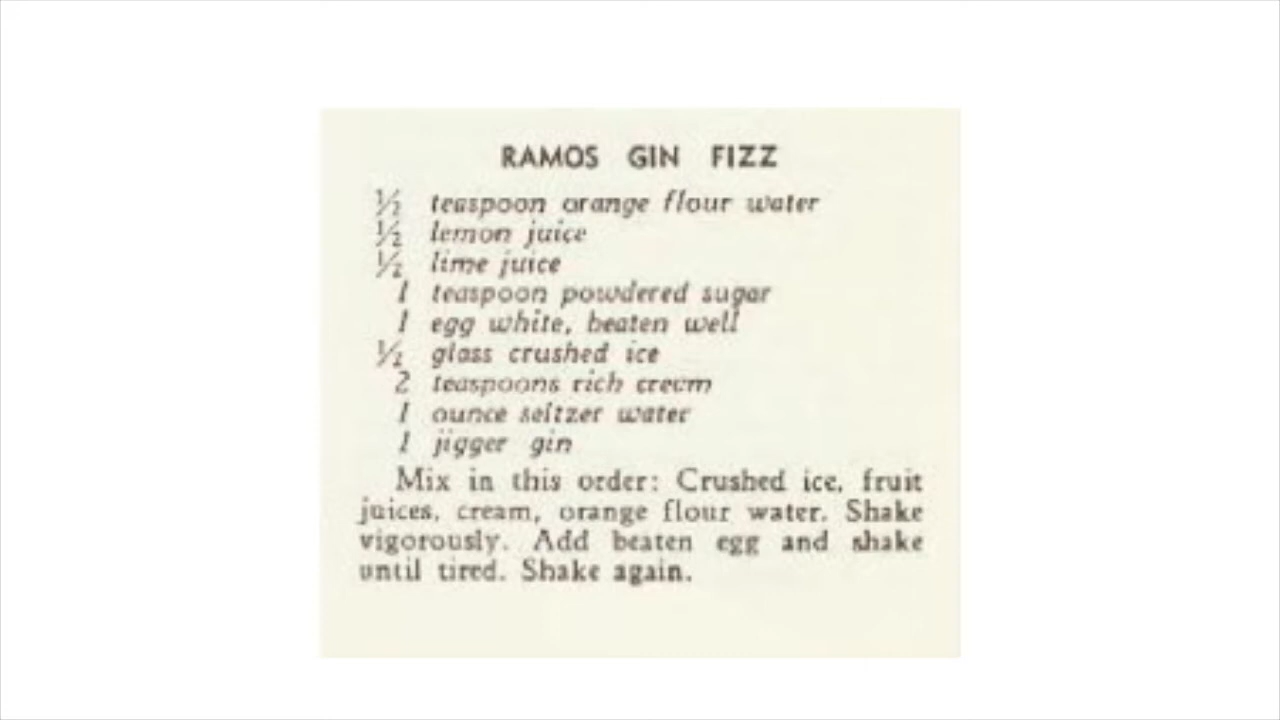 RAMOS GIN FIZZ
½ teaspoon orange flour water
½ lemon juice
½ lime juice
1 teaspoon powdered sugar
1 egg white, beaten well
½ glass crushed ice
2 teaspoons rich cream
1 ounce seltzer water
1 jigger gin
Mix in this order: Crushed ice, fruit
juices, cream, orange flour water. Shake
vigorously. Add beaten egg and shake
until tired. Shake again.